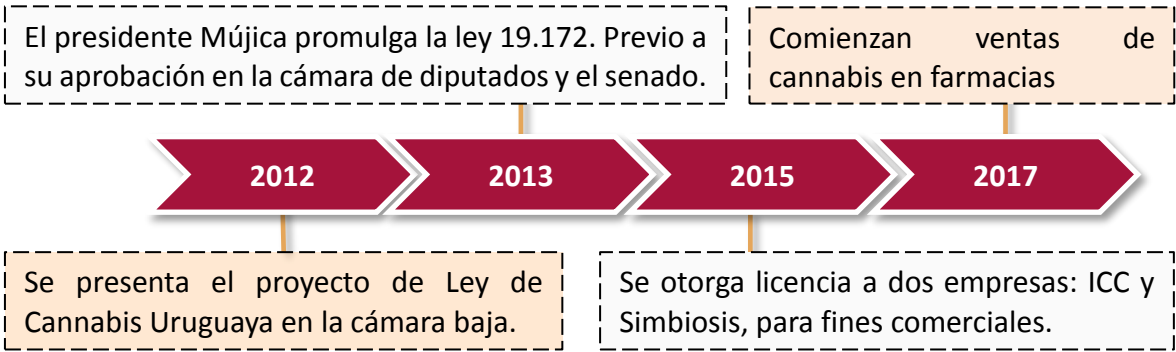 El presidente Mújica promulga la ley 19.172. Previo a
su aprobación en la cámara de diputados y el senado.
Comienzan ventas de
cannabis en farmacias
2012
2013
2015
2017
Se presenta el proyecto de Ley de
Cannabis Uruguaya en la cámara baja.
Se otorga licencia a dos empresas: ICC y
Simbiosis, para fines comerciales.